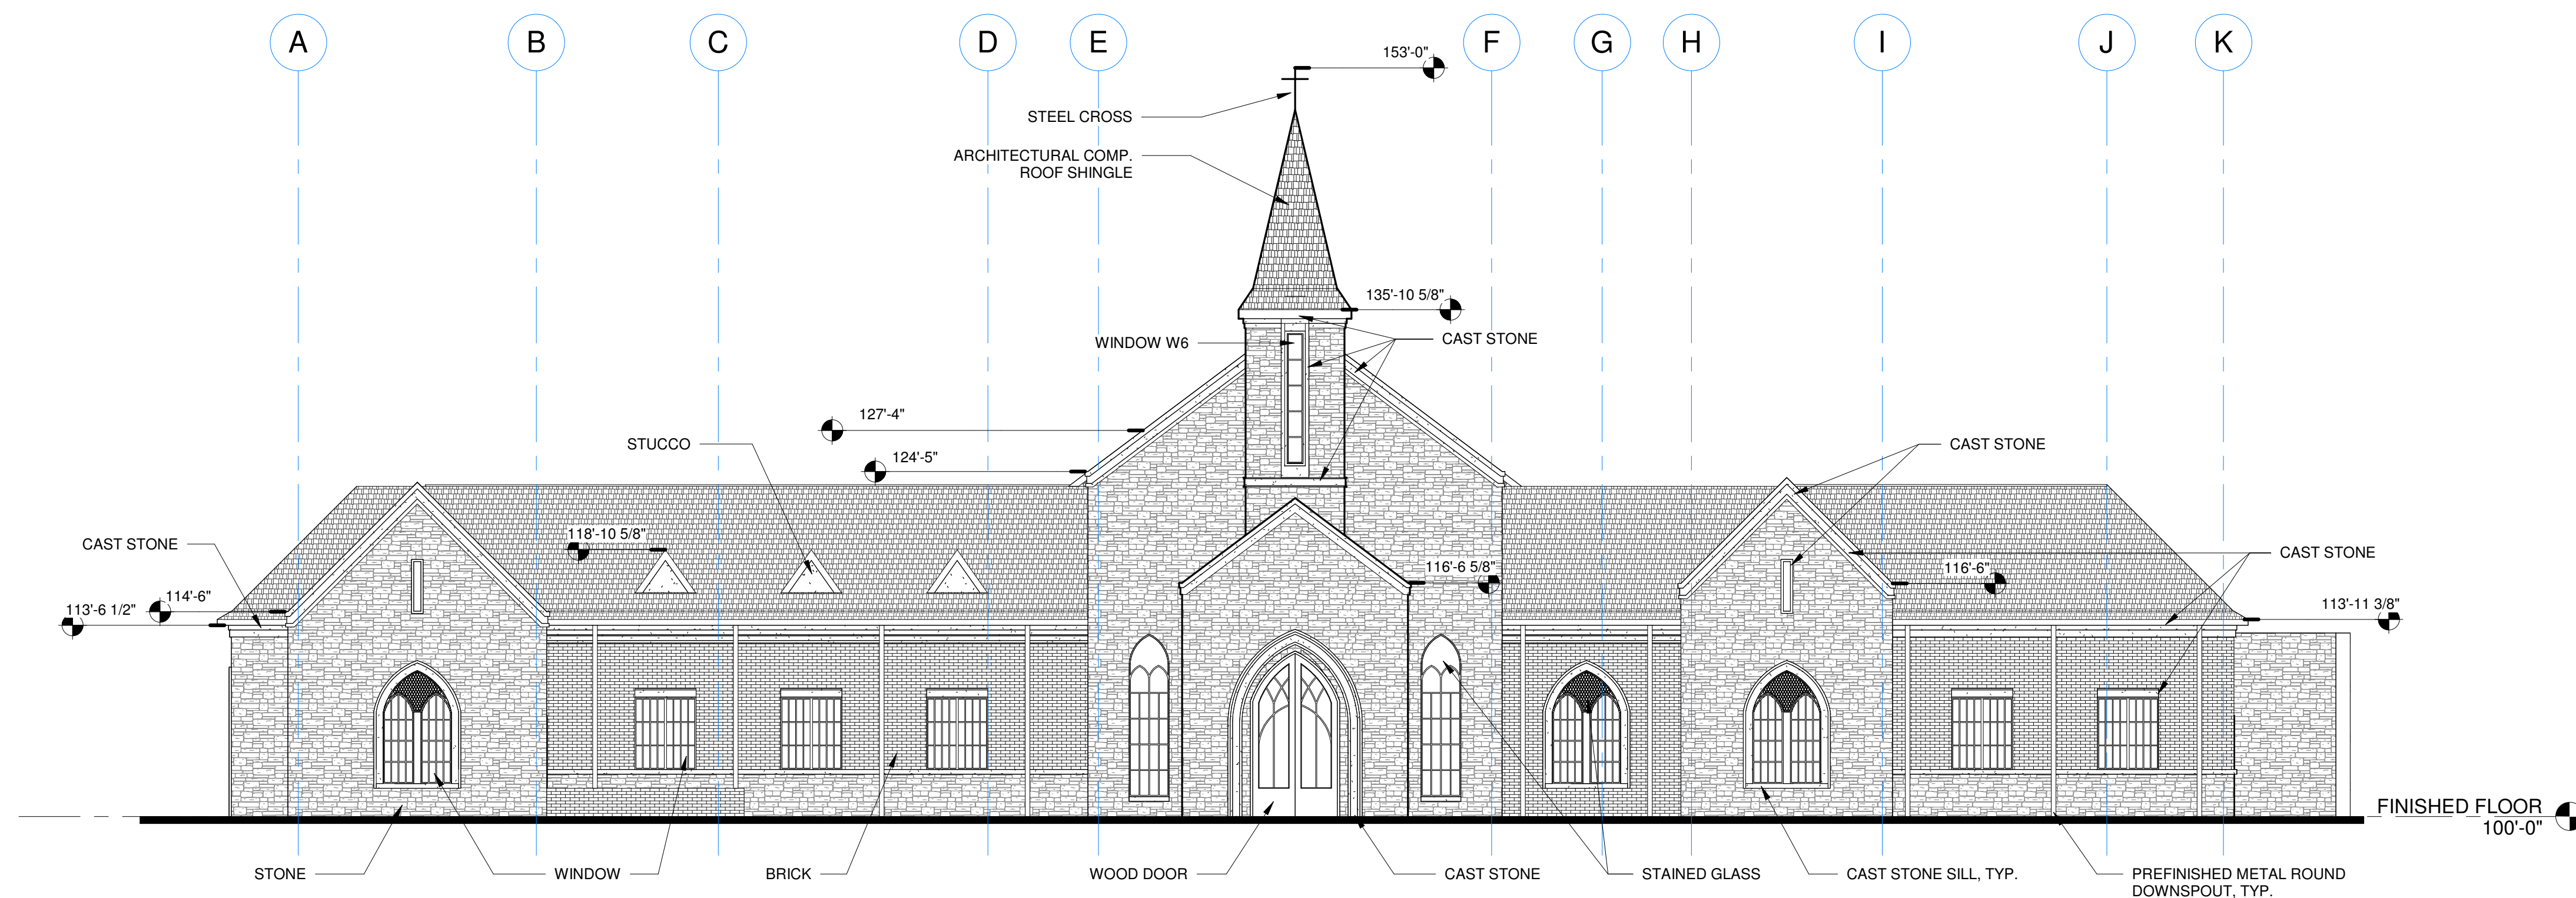 A B C D E F G H I J K
153'-0"
STEEL CROSS
ARCHITECTURAL COMP.
ROOF SHINGLE
135'-10 5/8"
WINDOW W6
CAST STONE
127'-4"
STUCCO
CAST STONE
124'-5"
118'-10 5/8"
CAST STONE
CAST STONE
116'-6 5/8"
116'-6"
114'-6"
113'-6 1/2"
113'-11 3/8"
FINISHED FLOOR
100'-0"
STONE
WINDOW
BRICK
WOOD DOOR
CAST STONE
STAINED GLASS
CAST STONE SILL, TYP.
PREFINISHED METAL ROUND
DOWNSPOUT, TYP.